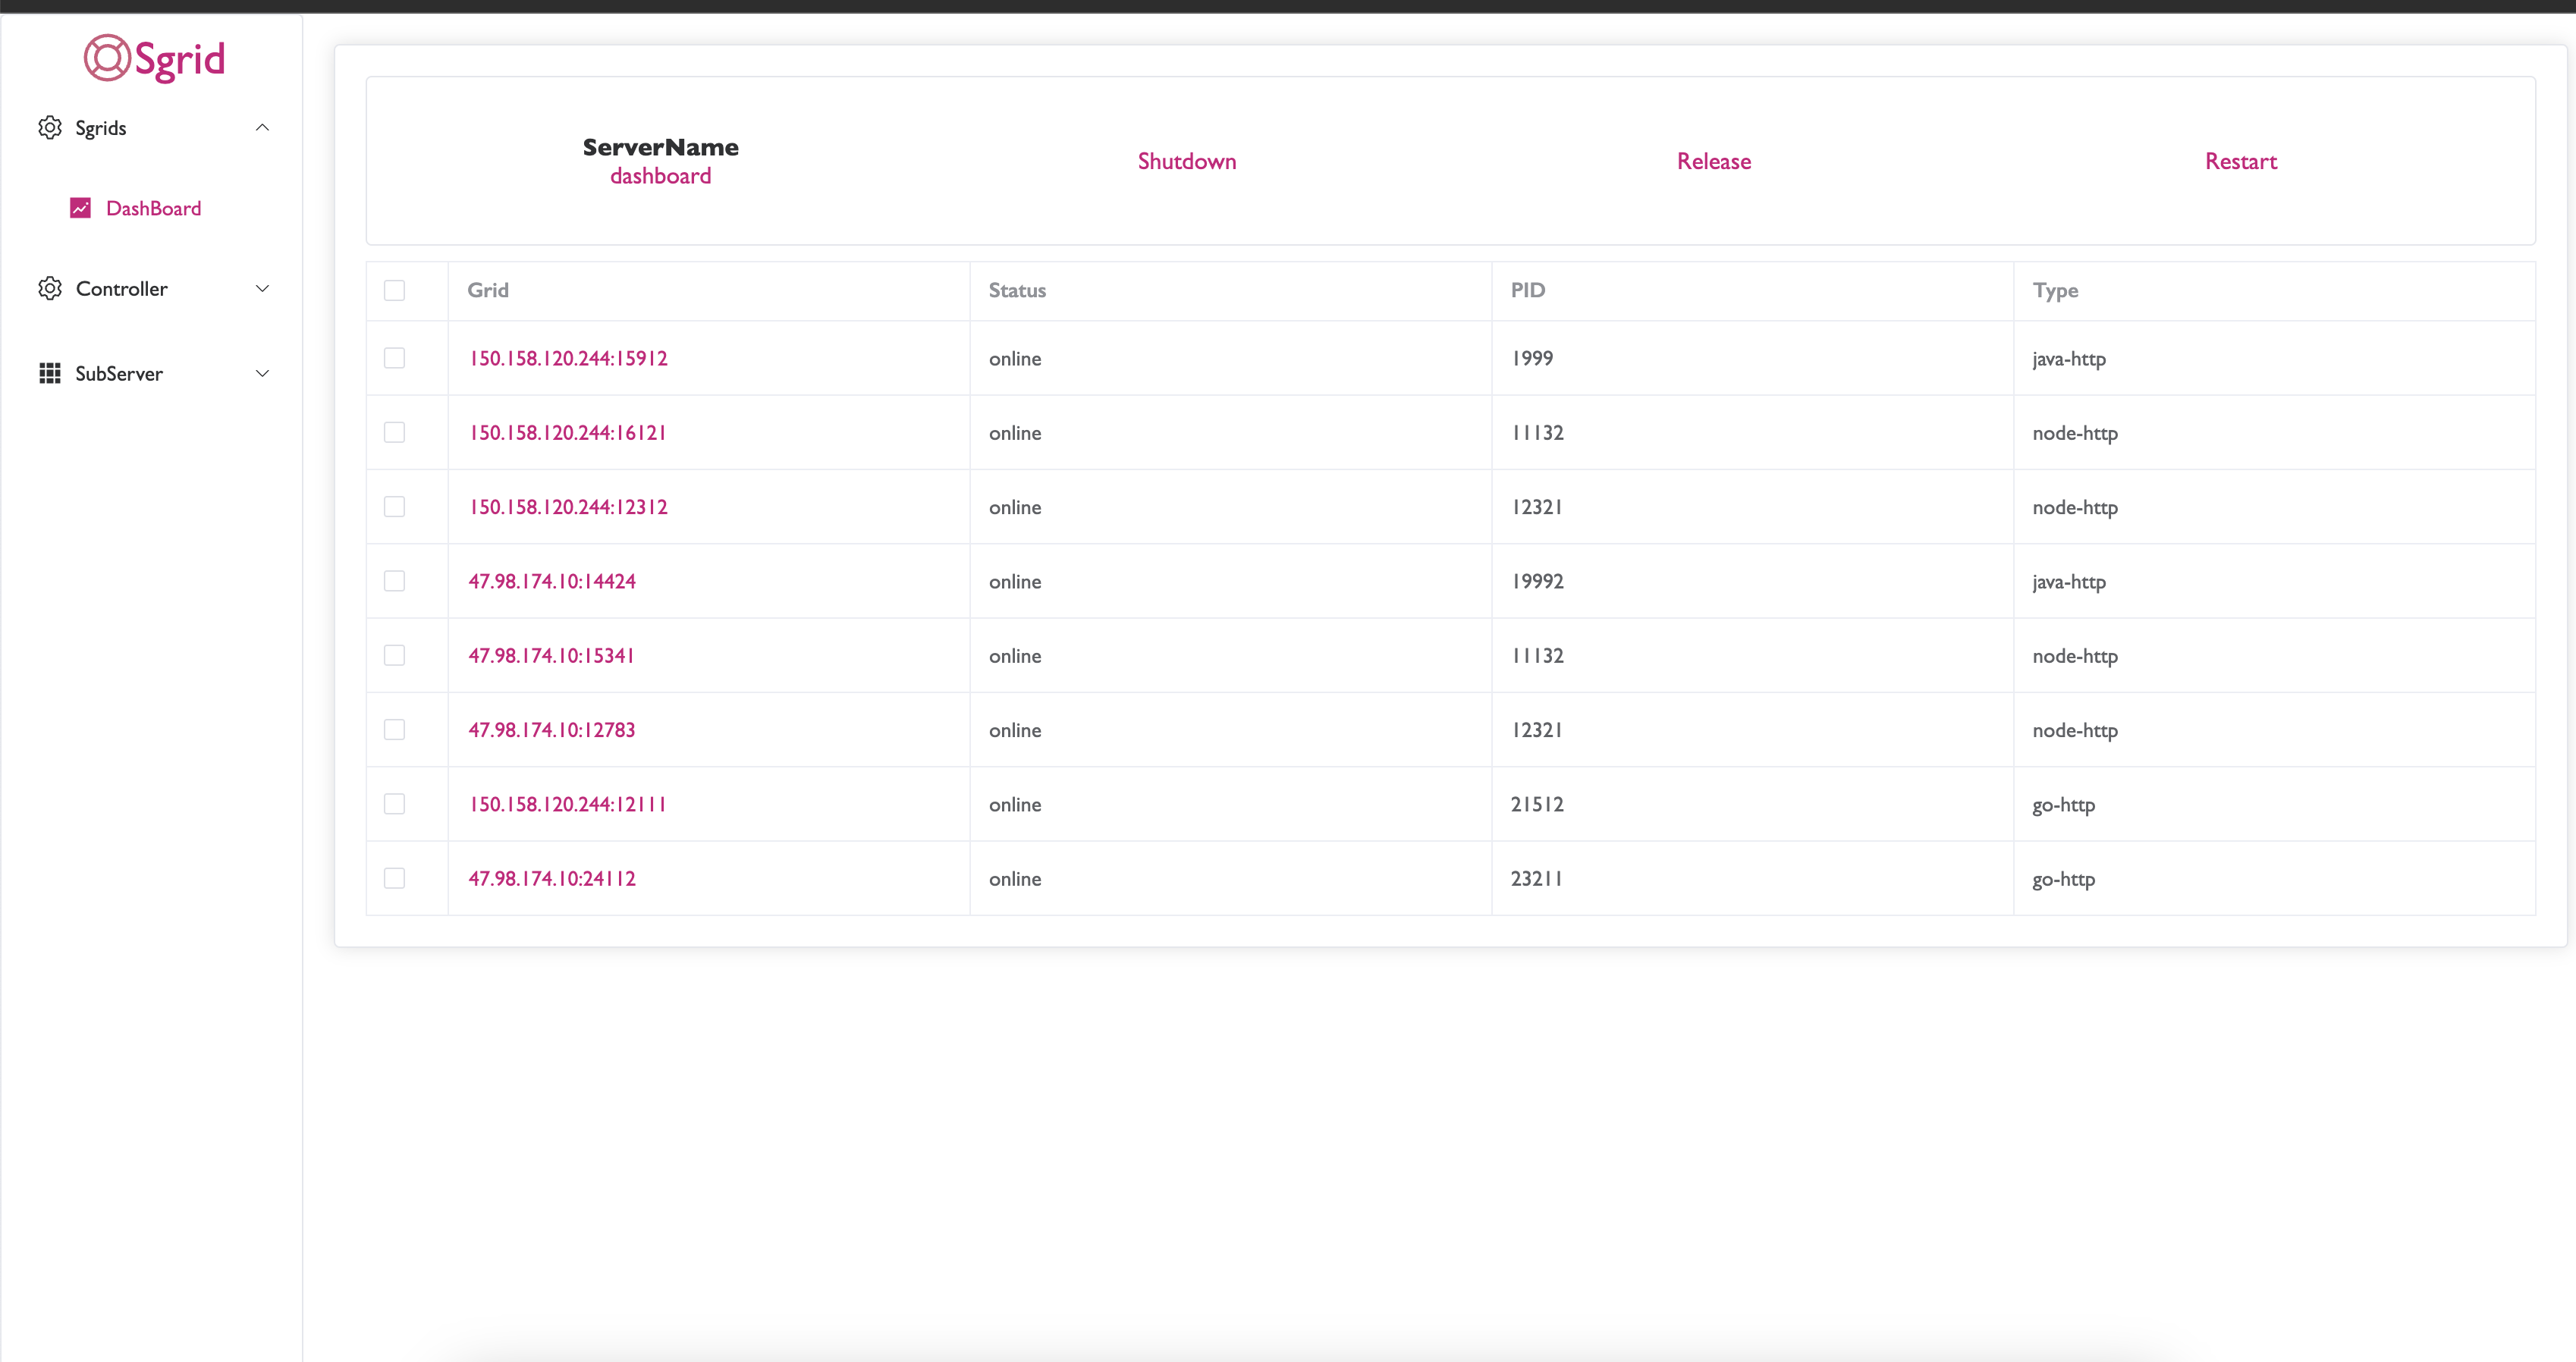 Sgrid
Sgrids
DashBoard
Controller
SubServer
ServerName
dashboard
Shutdown
Release
Restart
Grid Status PID Type
150.158.120.244:15912 online 1999 java-http
150.158.120.244:16121 online 11132 node-http
150.158.120.244:12312 online 12321 node-http
47.98.174.10:14424 online 19992 java-http
47.98.174.10:15341 online 11132 node-http
47.98.174.10:12783 online 12321 node-http
150.158.120.244:12111 online 21512 go-http
47.98.174.10:24112 online 23211 go-http